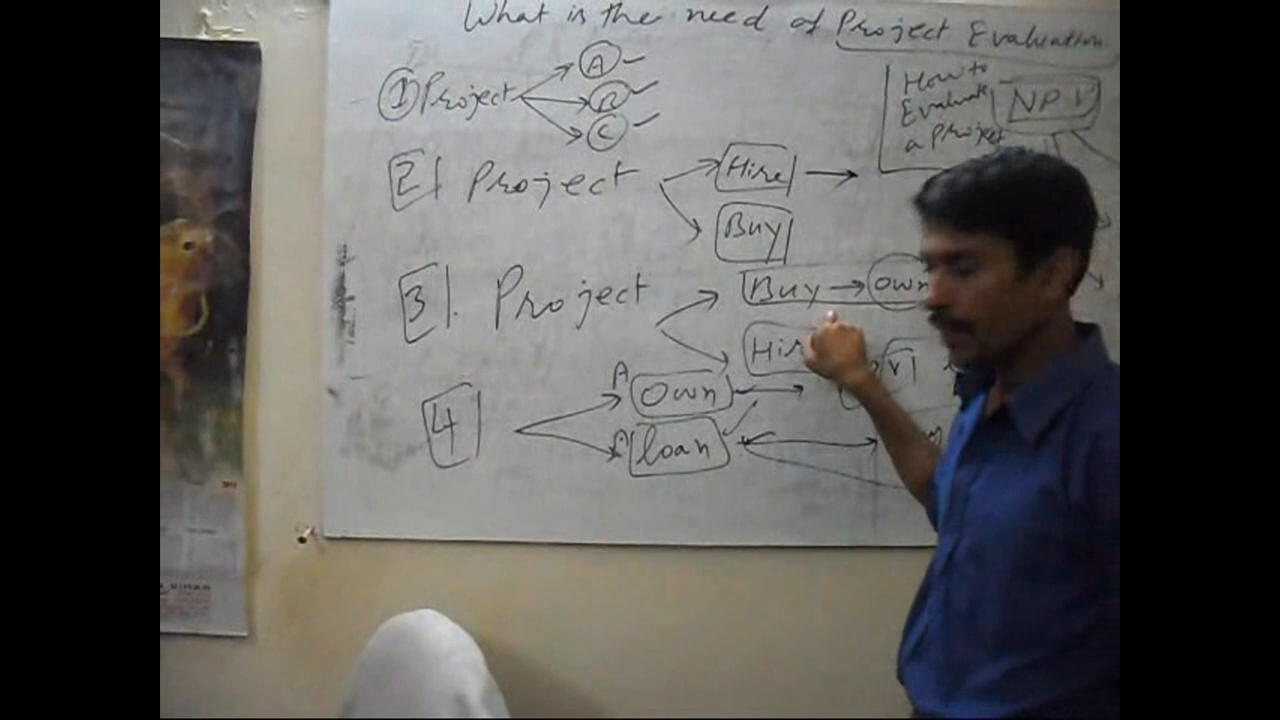 What is the need of Project Evaluation
① Project A
B
C
How to
Evaluate
a Project
NPV
2 Project Hire
Buy
3 Project Buy → Own
Hir
4 A Own
A loan